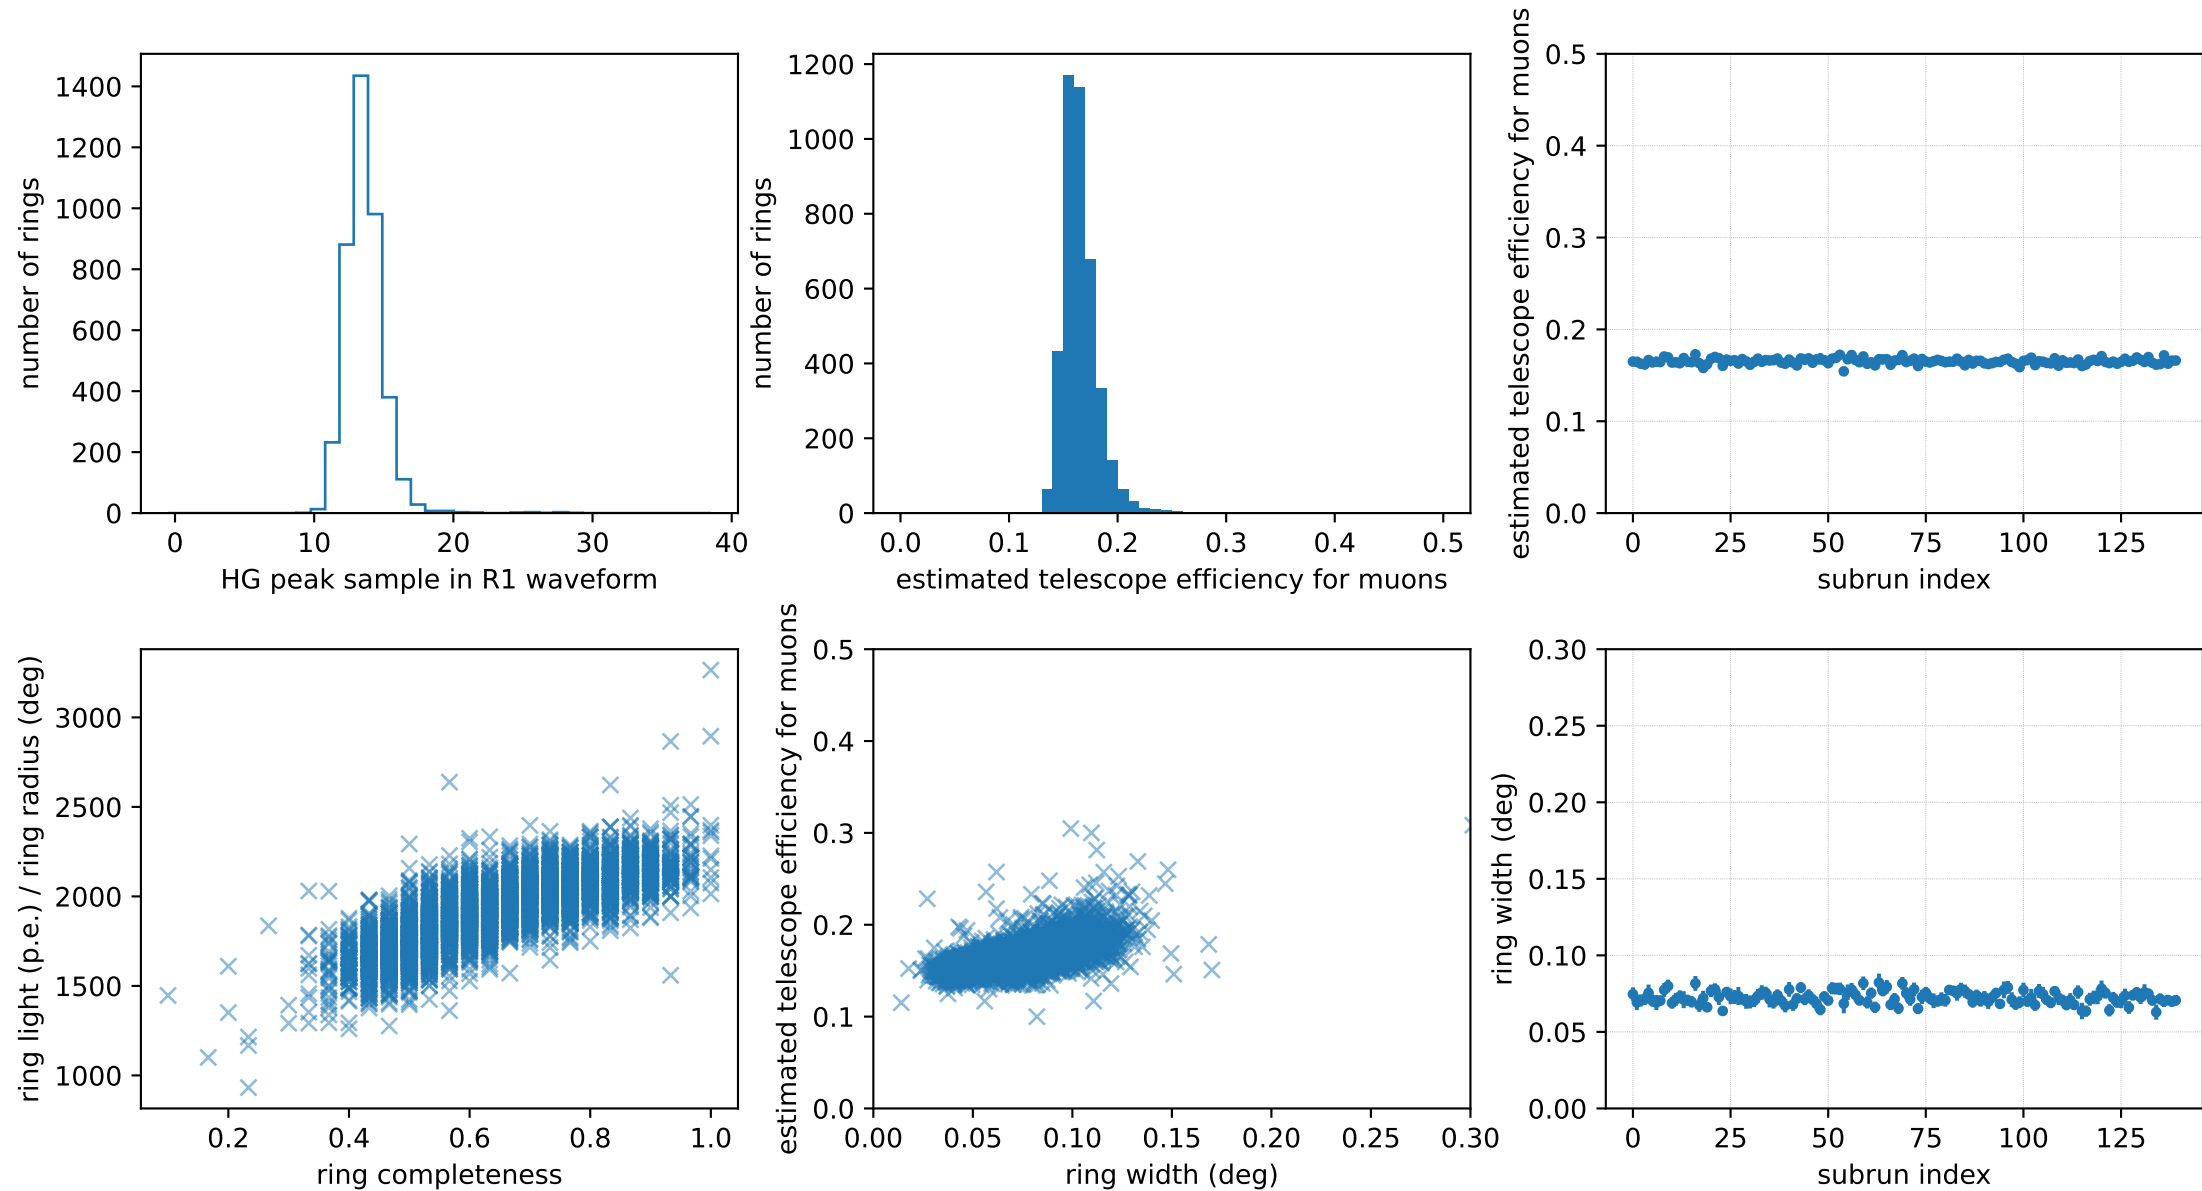 number of rings
1400
1200
1000
800
600
400
200
0
0 10 20 30 40
HG peak sample in R1 waveform
number of rings
1200
1000
800
600
400
200
0
0.0 0.1 0.2 0.3 0.4 0.5
estimated telescope efficiency for muons
estimated telescope efficiency for muons
0.5
0.4
0.3
0.2
0.1
0.0
0 25 50 75 100 125
subrun index
ring light (p.e.) / ring radius (deg)
3000
2500
2000
1500
1000
0.2 0.4 0.6 0.8 1.0
ring completeness
estimated telescope efficiency for muons
0.5
0.4
0.3
0.2
0.1
0.0
0.00 0.05 0.10 0.15 0.20 0.25 0.30
ring width (deg)
ring width (deg)
0.30
0.25
0.20
0.15
0.10
0.05
0.00
0 25 50 75 100 125
subrun index